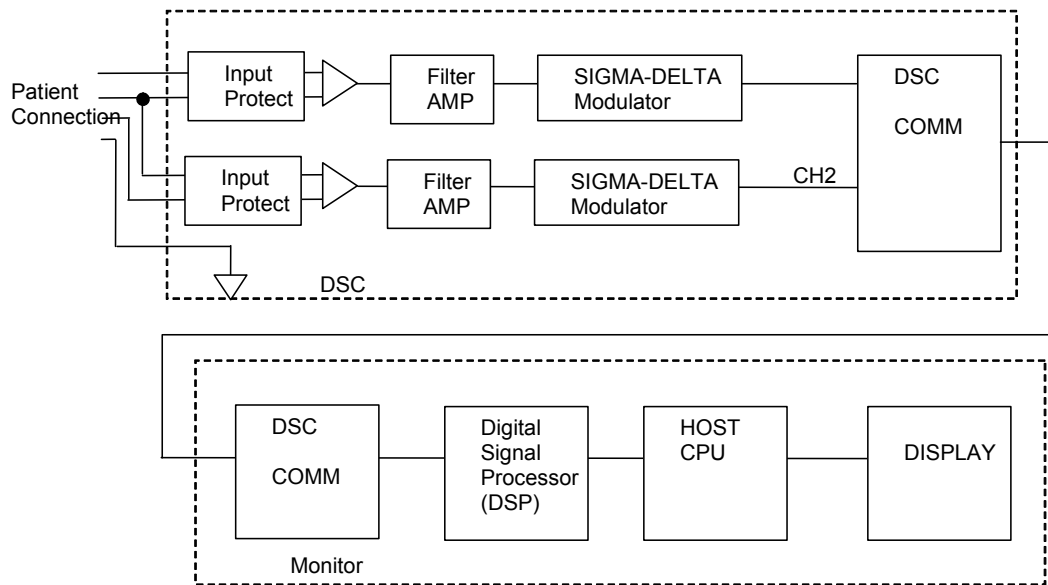 Patient
Connection
Input
Protect
Filter
AMP
SIGMA-DELTA
Modulator
DSC
COMM
Input
Protect
Filter
AMP
SIGMA-DELTA
Modulator
CH2
DSC
DSC
COMM
Digital
Signal
Processor
(DSP)
HOST
CPU
DISPLAY
Monitor